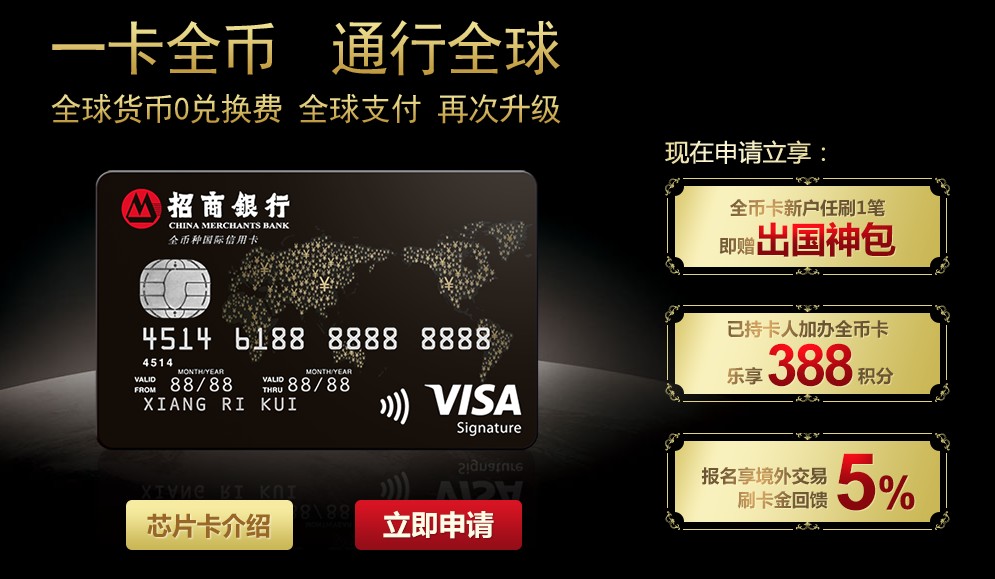 一卡全币 通行全球
全球货币0兑换费 全球支付 再次升级
现在申请立享：
全币卡新户任刷1笔
即赠出国神包
已持卡人加办全币卡
乐享388积分
报名享境外交易
刷卡金回馈5%
招商银行
CHINA MERCHANTS BANK
全币种国际信用卡
4514 6188 8888 8888
4514
MONTH/YEAR MONTH/YEAR
VALID FROM 88/88 VALID THRU 88/88
XIANG RI KUI
VISA
Signature
芯片卡介绍
立即申请